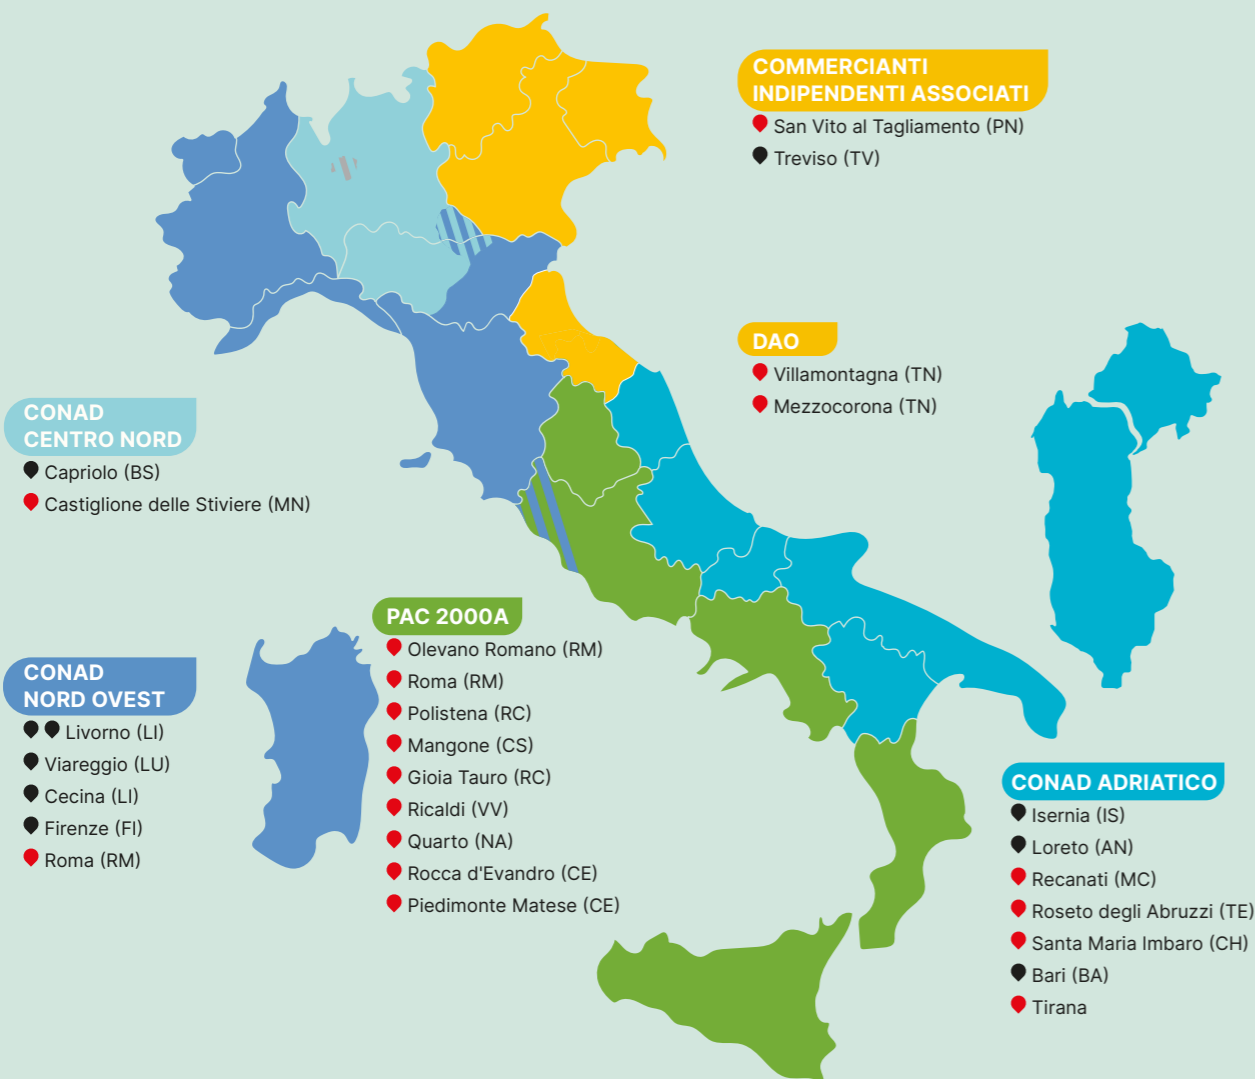 COMMERCIANTI
INDIPENDENTI ASSOCIATI
San Vito al Tagliamento (PN)
Treviso (TV)
DAO
Villamontagna (TN)
Mezzocorona (TN)
CONAD
CENTRO NORD
Capriolo (BS)
Castiglione delle Stiviere (MN)
PAC 2000A
Olevano Romano (RM)
Roma (RM)
Polistena (RC)
Mangone (CS)
Gioia Tauro (RC)
Ricaldi (VV)
Quarto (NA)
Rocca d'Evandro (CE)
Piedimonte Matese (CE)
CONAD
NORD OVEST
Livorno (LI)
Viareggio (LU)
Cecina (LI)
Firenze (FI)
Roma (RM)
CONAD ADRIATICO
Isernia (IS)
Loreto (AN)
Recanati (MC)
Roseto degli Abruzzi (TE)
Santa Maria Imbaro (CH)
Bari (BA)
Tirana